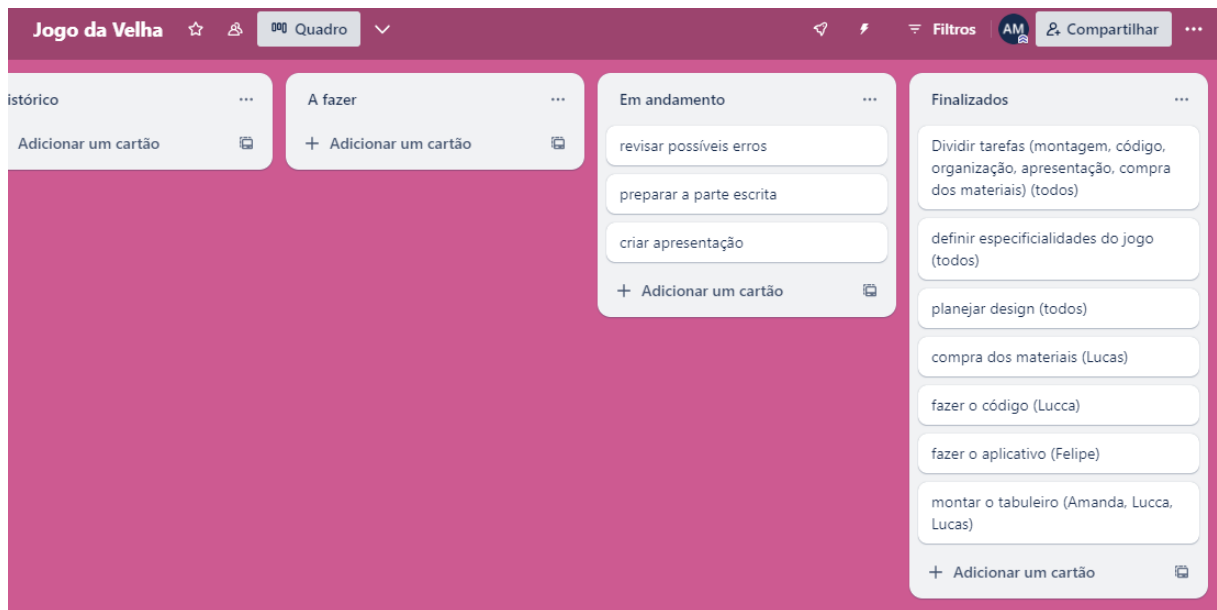 Jogo da Velha
Quadro
Filtros
AM
Compartilhar
istórico
Adicionar um cartão
A fazer
+ Adicionar um cartão
Em andamento
revisar possíveis erros
preparar a parte escrita
criar apresentação
+ Adicionar um cartão
Finalizados
Dividir tarefas (montagem, código,
organização, apresentação, compra
dos materiais) (todos)
definir especificialidades do jogo
(todos)
planejar design (todos)
compra dos materiais (Lucas)
fazer o código (Lucca)
fazer o aplicativo (Felipe)
montar o tabuleiro (Amanda, Lucca,
Lucas)
+ Adicionar um cartão